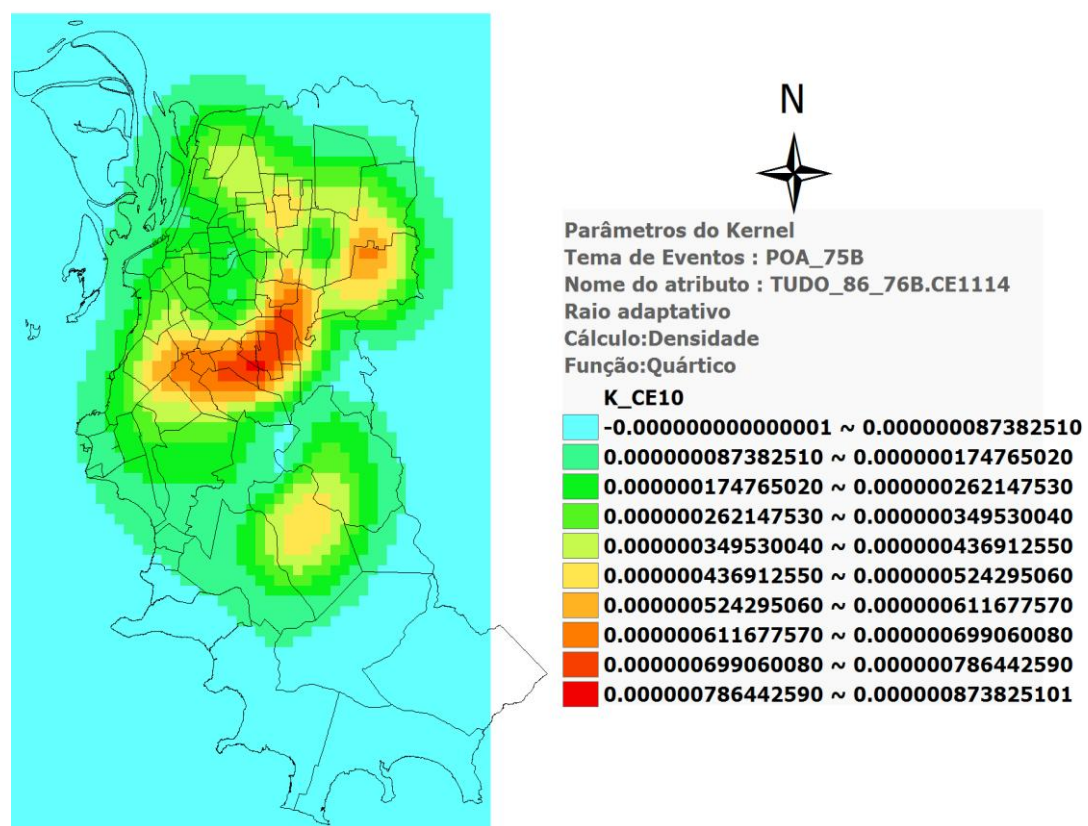 N
Parâmetros do Kernel
Tema de Eventos : POA_75B
Nome do atributo : TUDO_86_76B.CE1114
Raio adaptativo
Cálculo:Densidade
Função:Quártico
K_CE10
-0.000000000000001 ~ 0.000000087382510
0.000000087382510 ~ 0.000000174765020
0.000000174765020 ~ 0.000000262147530
0.000000262147530 ~ 0.000000349530040
0.000000349530040 ~ 0.000000436912550
0.000000436912550 ~ 0.000000524295060
0.000000524295060 ~ 0.000000611677570
0.000000611677570 ~ 0.000000699060080
0.000000699060080 ~ 0.000000786442590
0.000000786442590 ~ 0.000000873825101